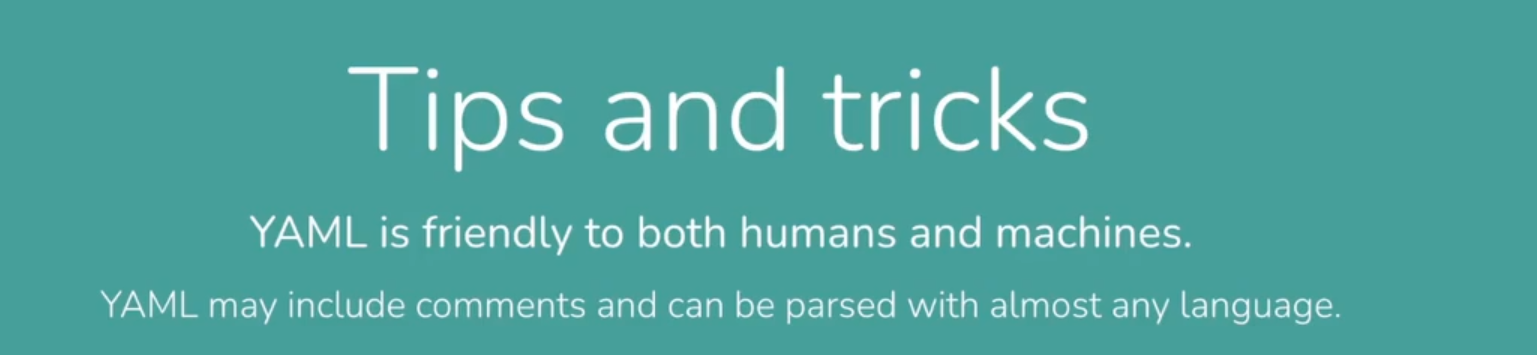 Tips and tricks
YAML is friendly to both humans and machines.
YAML may include comments and can be parsed with almost any language.